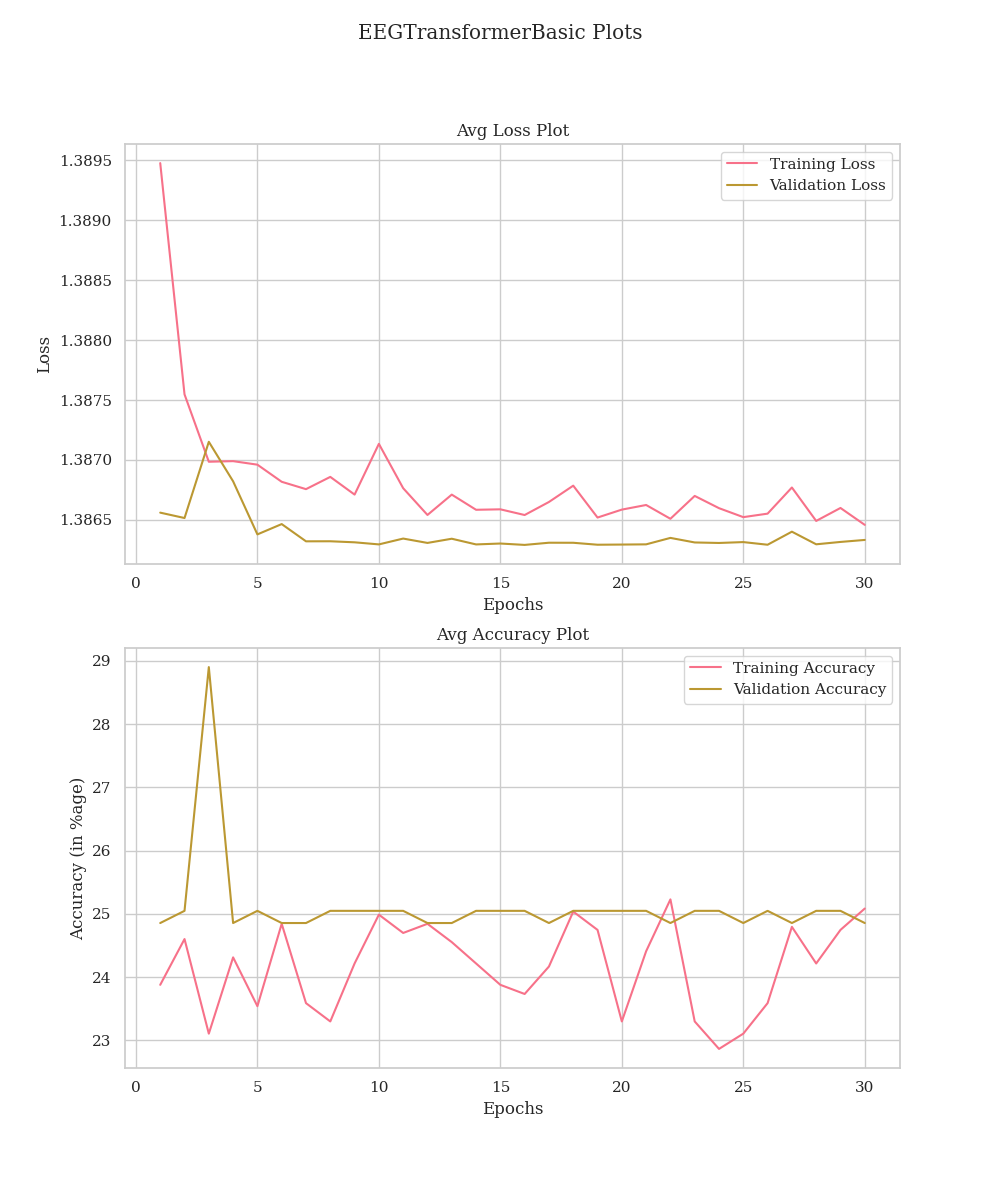 EEGTransformerBasic Plots
Avg Loss Plot
1.3895
1.3890
1.3885
1.3880
1.3875
1.3870
1.3865
Loss
Training Loss
Validation Loss
0 5 10 15 20 25 30
Epochs
Avg Accuracy Plot
29
28
27
26
25
24
23
Accuracy (in %age)
Training Accuracy
Validation Accuracy
0 5 10 15 20 25 30
Epochs